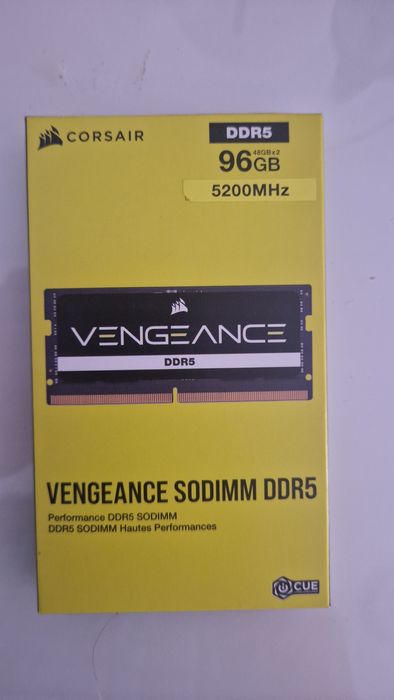 CORSAIR
DDR5
96GB 48GBx2
5200MHz
VENGEANCE
DDR5
VENGEANCE SODIMM DDR5
Performance DDR5 SODIMM
DDR5 SODIMM Hautes Performances
iCUE